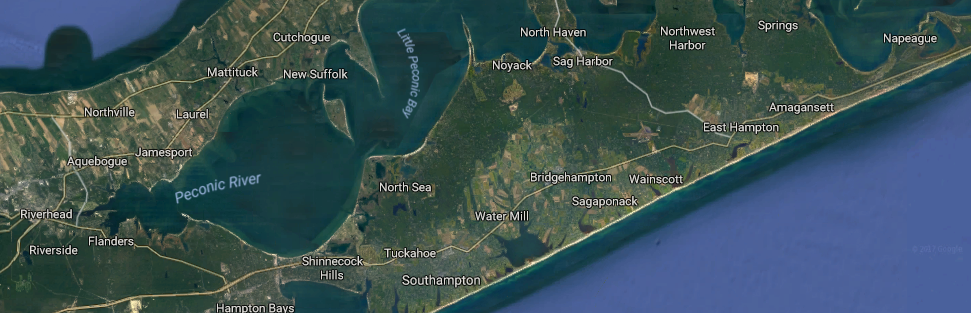 Springs
Cutchogue
North Haven
Northwest
Harbor
Napeague
Little Peconic Bay
Mattituck
New Suffolk
Noyack
Sag Harbor
Northville
Laurel
Amagansett
East Hampton
Jamesport
Aquebogue
Peconic River
North Sea
Bridgehampton
Wainscott
Sagaponack
Riverhead
Water Mill
Flanders
Riverside
Tuckahoe
Shinnecock
Hills
Southampton
Hampton Bays